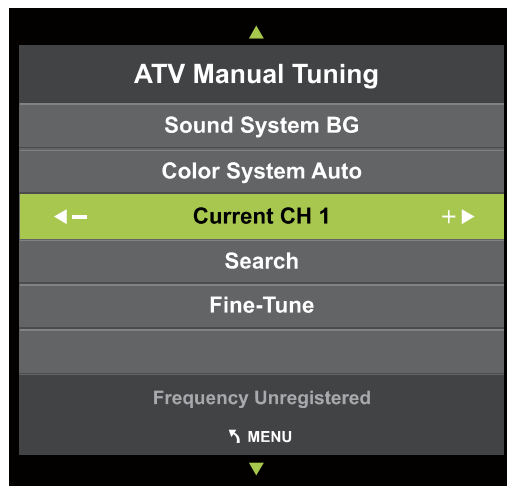 ATV Manual Tuning
Sound System BG
Color System Auto
Current CH 1
Search
Fine-Tune
Frequency Unregistered
MENU